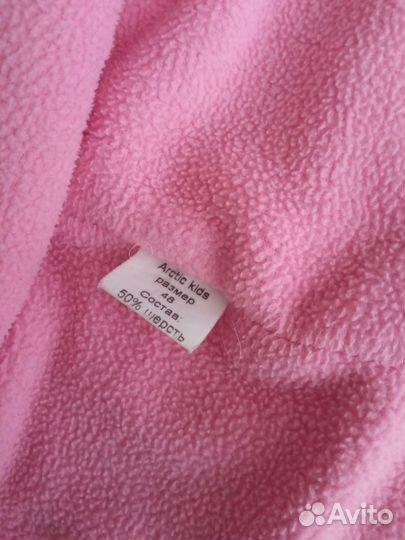 Arctic kids
размер
48
Состав:
50% шерсть
Avito